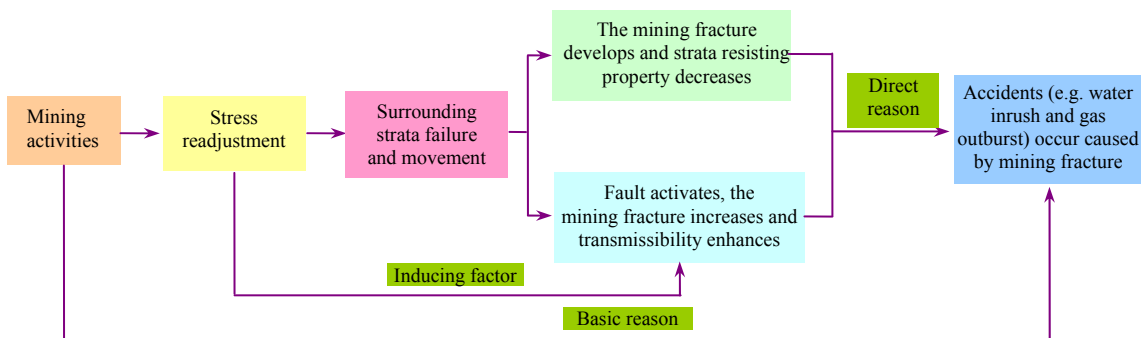 Mining
activities
Stress
readjustment
Surrounding
strata failure
and movement
The mining fracture
develops and strata resisting
property decreases
Fault activates, the
mining fracture increases and
transmissibility enhances
Direct
reason
Accidents (e.g. water
inrush and gas
outburst) occur caused
by mining fracture
Inducing factor
Basic reason